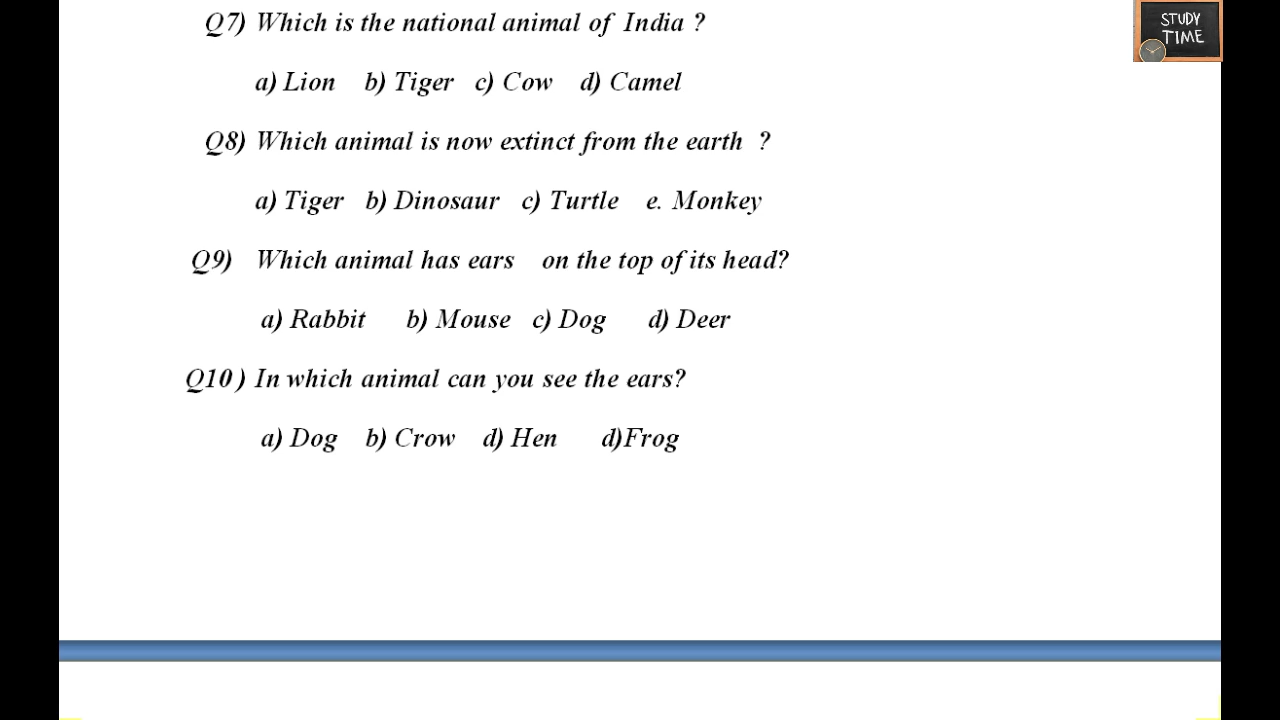 Q7) Which is the national animal of India ?
STUDY
TIME
a) Lion b) Tiger c) Cow d) Camel
Q8) Which animal is now extinct from the earth ?
a) Tiger b) Dinosaur c) Turtle e. Monkey
Q9) Which animal has ears on the top of its head?
a) Rabbit b) Mouse c) Dog d) Deer
Q10 ) In which animal can you see the ears?
a) Dog b) Crow d) Hen d)Frog